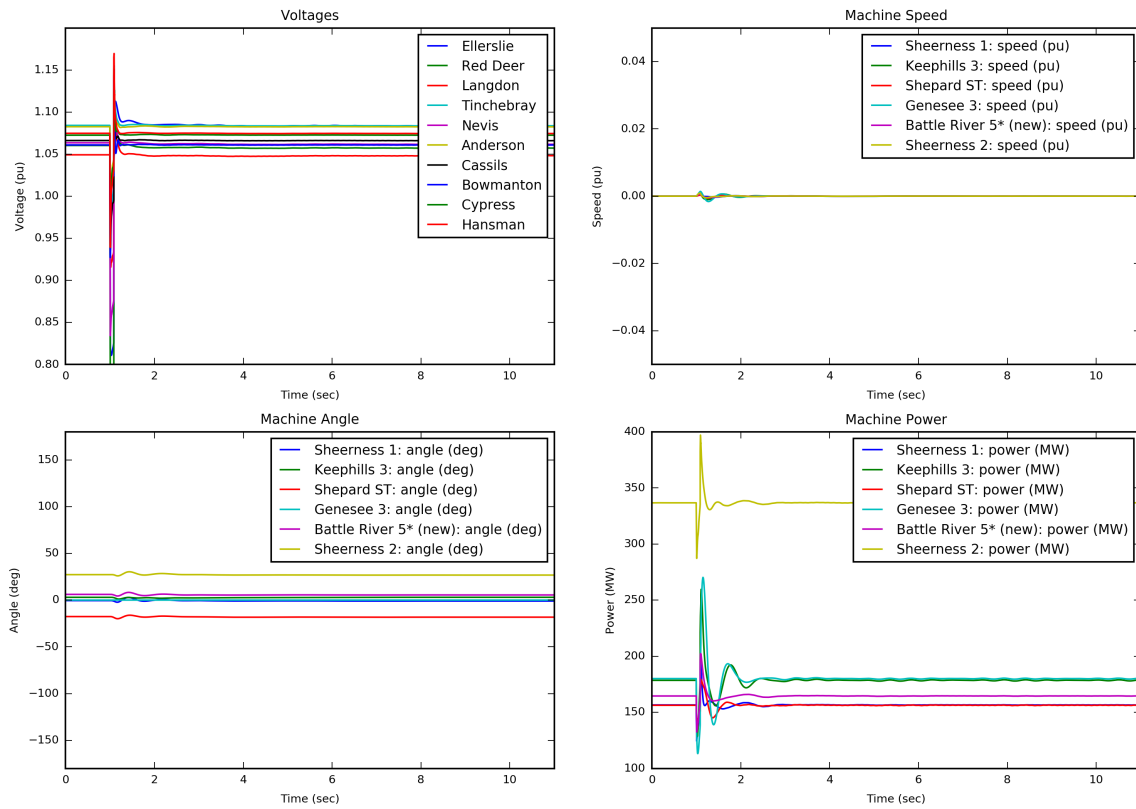 Voltages
Voltage (pu)
1.15
1.10
1.05
1.00
0.95
0.90
0.85
0.80
Ellerslie
Red Deer
Langdon
Tinchebray
Nevis
Anderson
Cassils
Bowmanton
Cypress
Hansman
0 2 4 6 8 10
Time (sec)
Machine Speed
Speed (pu)
0.04
0.02
0.00
−0.02
−0.04
Sheerness 1: speed (pu)
Keephills 3: speed (pu)
Shepard ST: speed (pu)
Genesee 3: speed (pu)
Battle River 5* (new): speed (pu)
Sheerness 2: speed (pu)
0 2 4 6 8 10
Time (sec)
Machine Angle
Angle (deg)
150
100
50
0
−50
−100
−150
Sheerness 1: angle (deg)
Keephills 3: angle (deg)
Shepard ST: angle (deg)
Genesee 3: angle (deg)
Battle River 5* (new): angle (deg)
Sheerness 2: angle (deg)
0 2 4 6 8 10
Time (sec)
Machine Power
Power (MW)
400
350
300
250
200
150
100
Sheerness 1: power (MW)
Keephills 3: power (MW)
Shepard ST: power (MW)
Genesee 3: power (MW)
Battle River 5* (new): power (MW)
Sheerness 2: power (MW)
0 2 4 6 8 10
Time (sec)